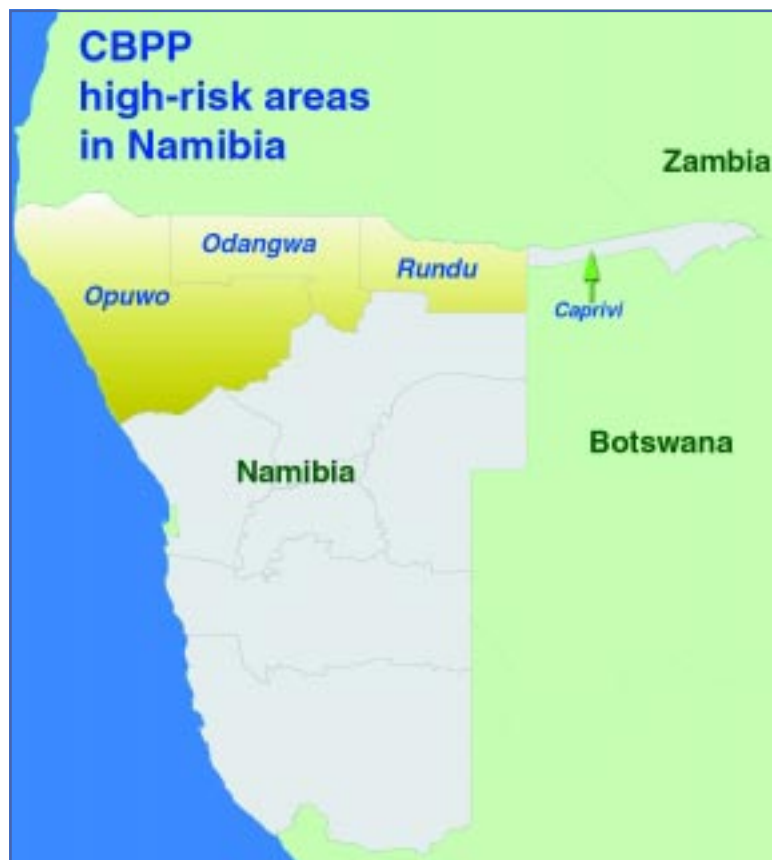 CBPP
high-risk areas
in Namibia
Zambia
Odangwa
Rundu
Opuwo
Caprivi
Botswana
Namibia